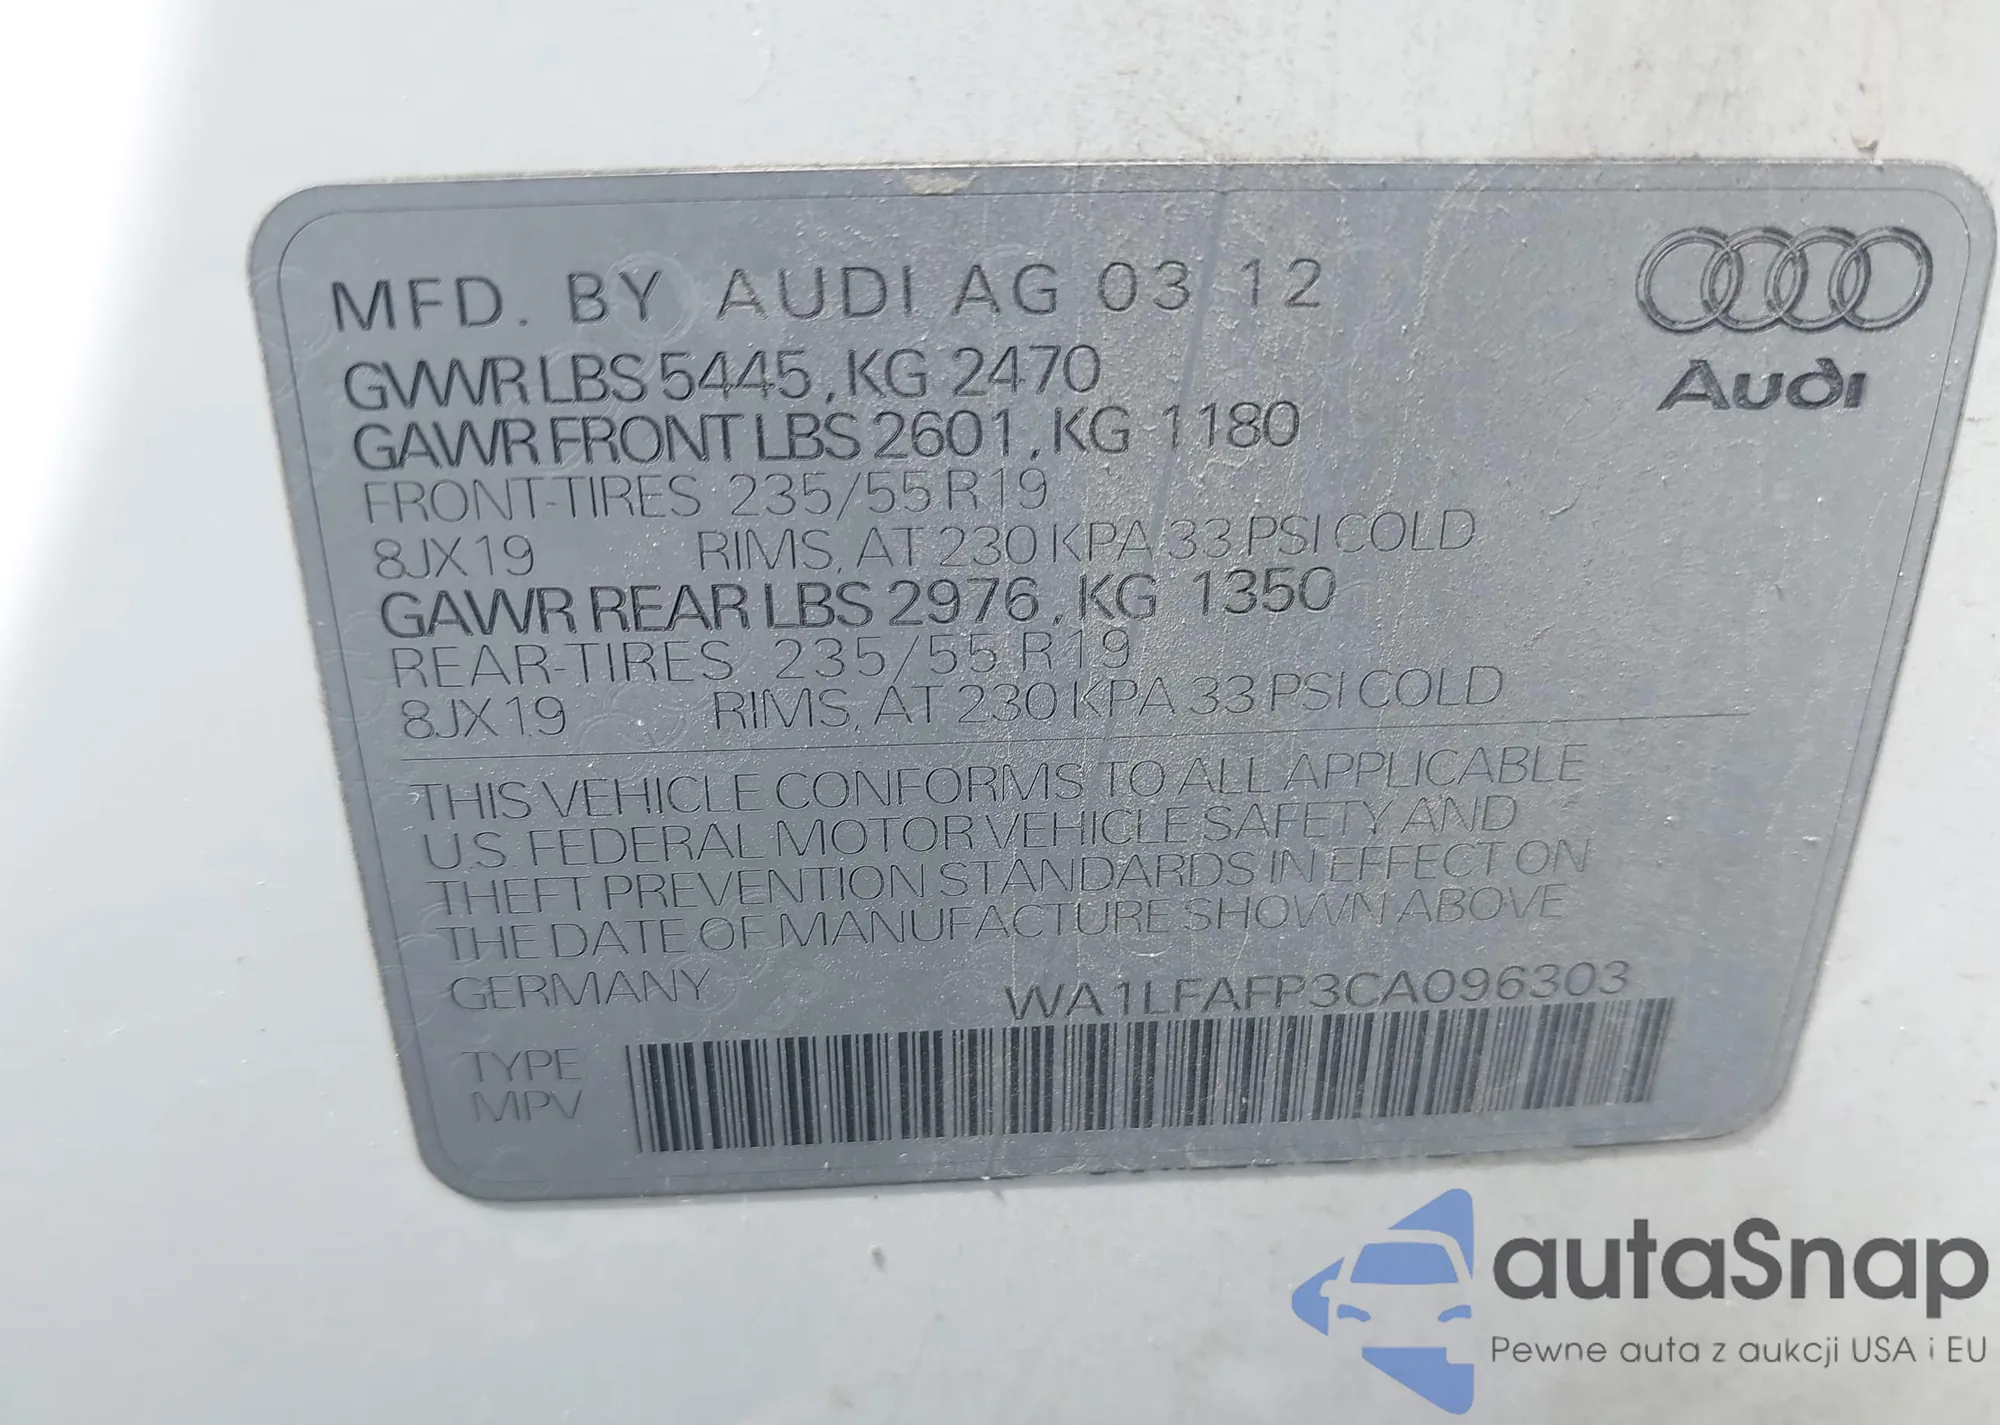 MFD. BY AUDI AG 03 12
Audi
GVWR LBS 5445, KG 2470
GAWR FRONT LBS 2601, KG 1180
FRONT-TIRES 235/55 R19
8JX19 RIMS, AT 230 KPA 33 PSI COLD
GAWR REAR LBS 2976, KG 1350
REAR-TIRES 235/55 R19
8JX19 RIMS, AT 230 KPA 33 PSI COLD
THIS VEHICLE CONFORMS TO ALL APPLICABLE
U.S. FEDERAL MOTOR VEHICLE SAFETY AND
THEFT PREVENTION STANDARDS IN EFFECT ON
THE DATE OF MANUFACTURE SHOWN ABOVE
GERMANY WA1LFAFP3CA096303
TYPE
MPV
autaSnap
Pewne auta z aukcji USA i EU